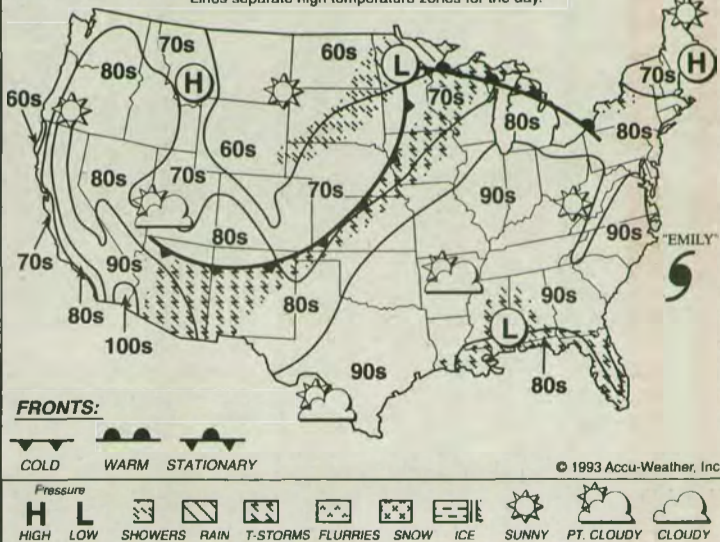 Lines separate high temperature zones for the day.
70s
60s
80s
H
L
70s
70s
H
60s
80s
80s
60s
80s
70s
70s
90s
80s
90s
"EMILY"
70s
90s
80s
90s
80s
100s
L
90s
80s
FRONTS:
COLD WARM STATIONARY
© 1993 Accu-Weather, Inc
Pressure
H L
HIGH LOW SHOWERS RAIN T-STORMS FLURRIES SNOW ICE SUNNY PT. CLOUDY CLOUDY